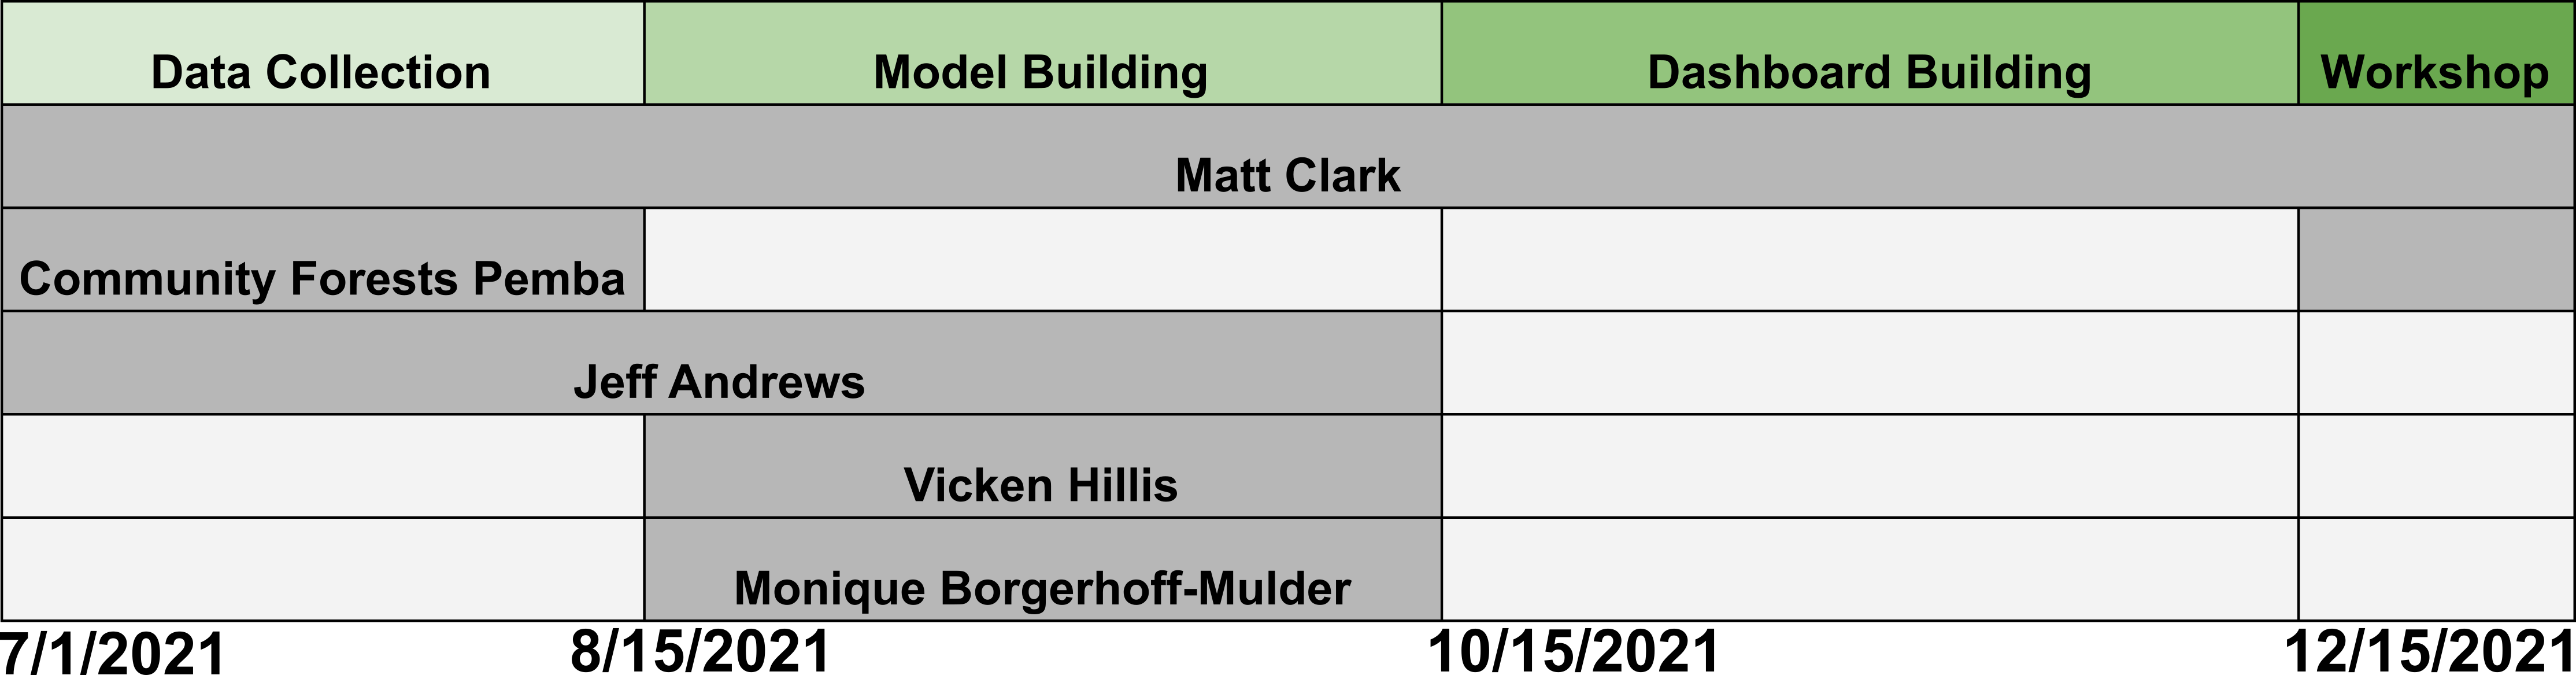 Data Collection Model Building Dashboard Building Workshop
Matt Clark
Community Forests Pemba
Jeff Andrews
Vicken Hillis
Monique Borgerhoff-Mulder
7/1/2021 8/15/2021 10/15/2021 12/15/2021